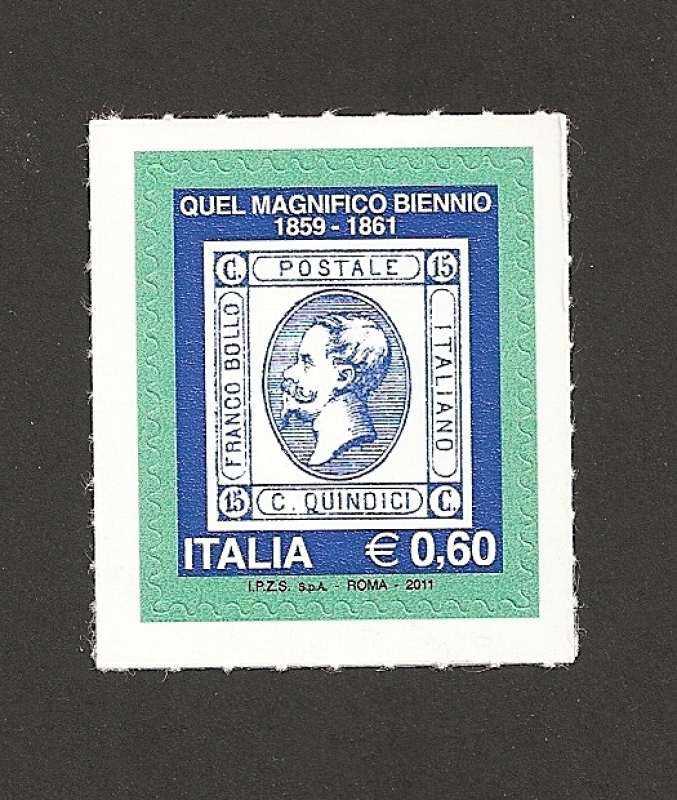 QUEL MAGNIFICO BIENNIO
1859 - 1861
C. POSTALE 15
FRANCO BOLLO
ITALIANO
15 C. QUINDICI C.
ITALIA € 0,60
I.P.Z.S. S.p.A. - ROMA - 2011